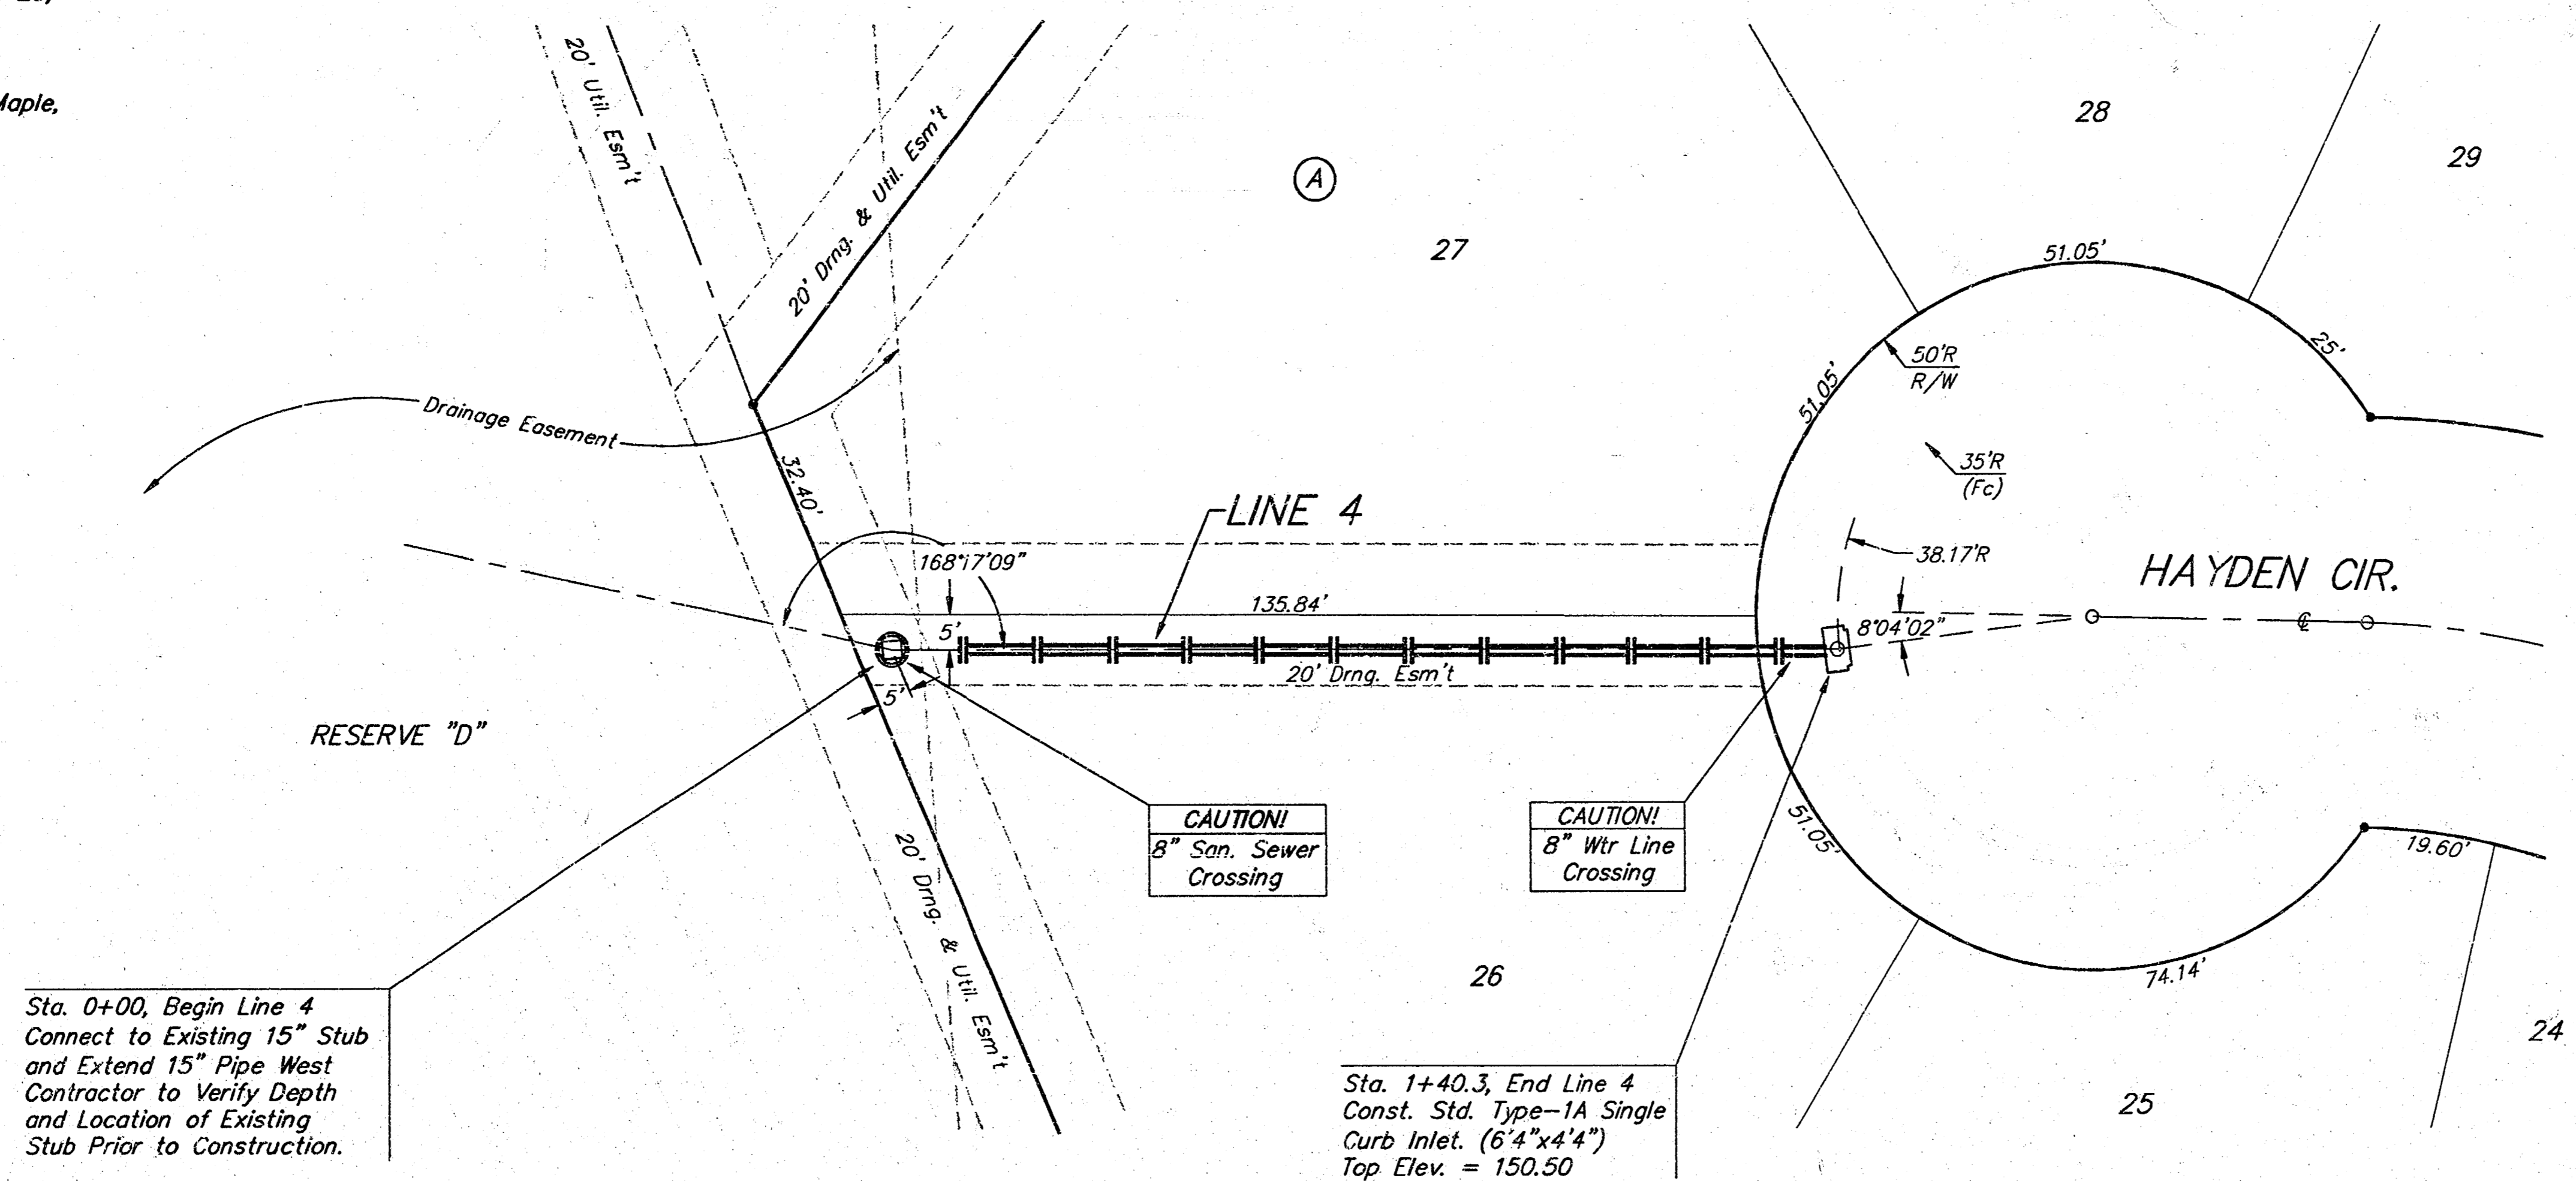 Maple,
20' Util. Esm't
20' Drng. & Util. Esm't
A
27
28
29
51.05'
25'
51.05'
50'R
R/W
35'R
(Fc)
Drainage Easement
32.40'
LINE 4
168°17'09"
38.17'R
HAYDEN CIR.
135.84'
5'
8°04'02"
℄
20' Drng. Esm't
5'
RESERVE "D"
CAUTION!
8" San. Sewer
Crossing
CAUTION!
8" Wtr Line
Crossing
51.05'
19.60'
20' Drng. & Util. Esm't
26
74.14'
24
25
Sta. 0+00, Begin Line 4
Connect to Existing 15" Stub
and Extend 15" Pipe West
Contractor to Verify Depth
and Location of Existing
Stub Prior to Construction.
Sta. 1+40.3, End Line 4
Const. Std. Type-1A Single
Curb Inlet. (6'4"x4'4")
Top Elev. = 150.50